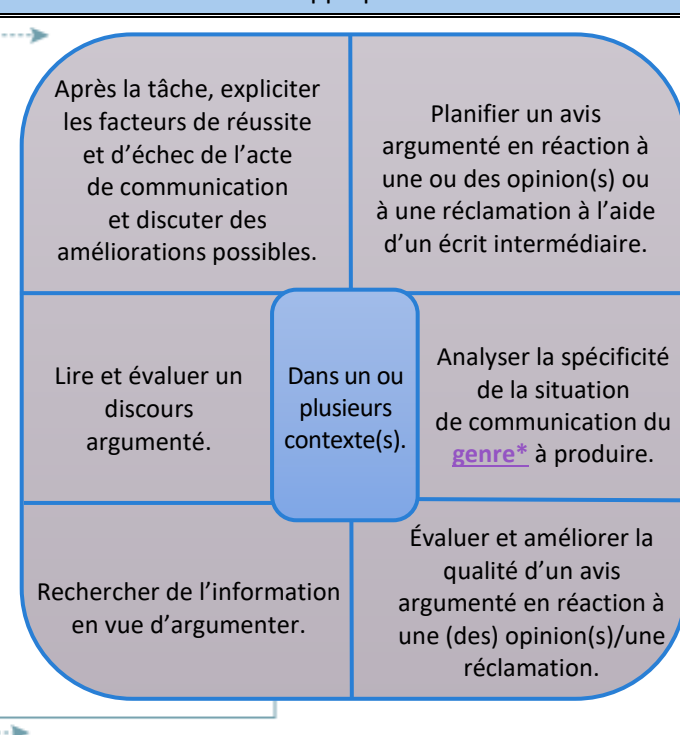 Après la tâche, expliciter
les facteurs de réussite
et d’échec de l’acte
de communication
et discuter des
améliorations possibles.
Planifier un avis
argumenté en réaction à
une ou des opinion(s) ou
à une réclamation à l’aide
d’un écrit intermédiaire.
Lire et évaluer un
discours
argumenté.
Dans un ou
plusieurs
contexte(s).
Analyser la spécificité
de la situation
de communication du
genre* à produire.
Rechercher de l’information
en vue d’argumenter.
Évaluer et améliorer la
qualité d’un avis
argumenté en réaction à
une (des) opinion(s)/une
réclamation.